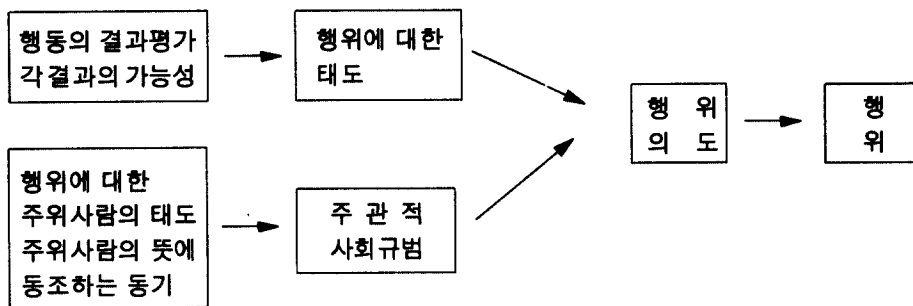 행동의 결과평가
각 결과의 가능성
행위에 대한
태도
행위에 대한
주위사람의 태도
주위사람의 뜻에
동조하는 동기
주 관 적
사회규범
행 위
의 도
행
위